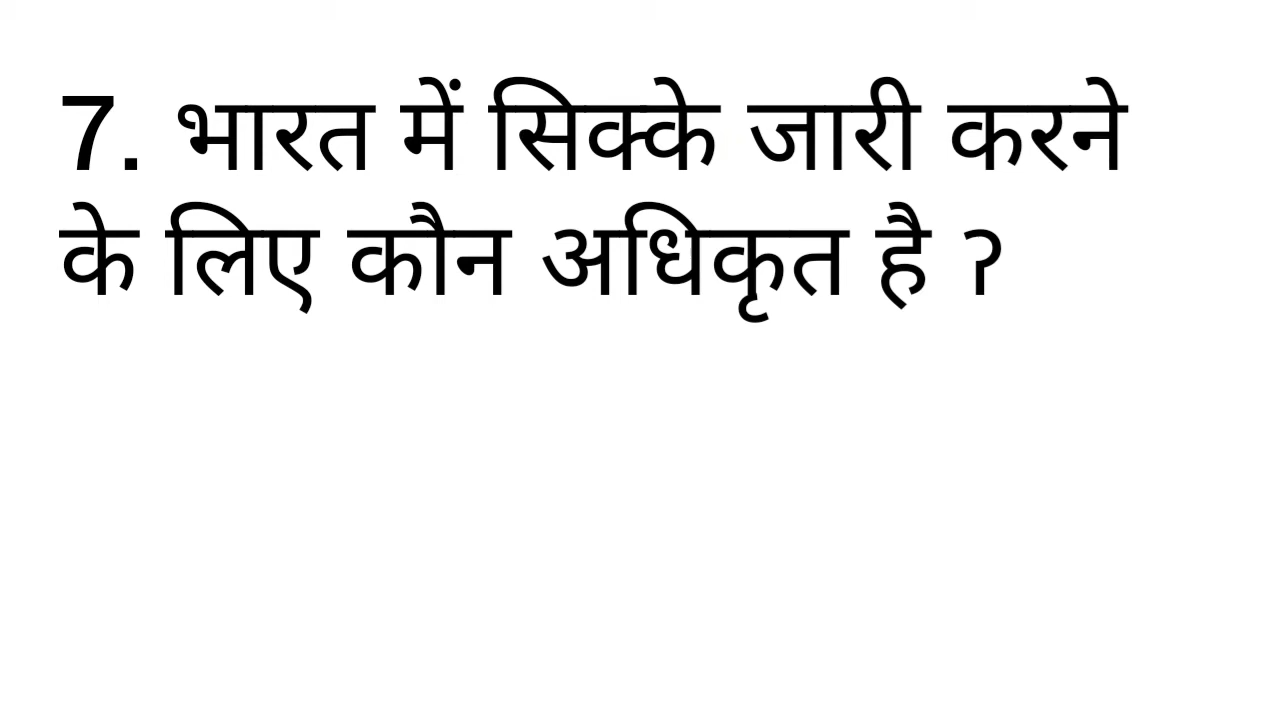 7. भारत में सिक्के जारी करने
के लिए कौन अधिकृत है ?